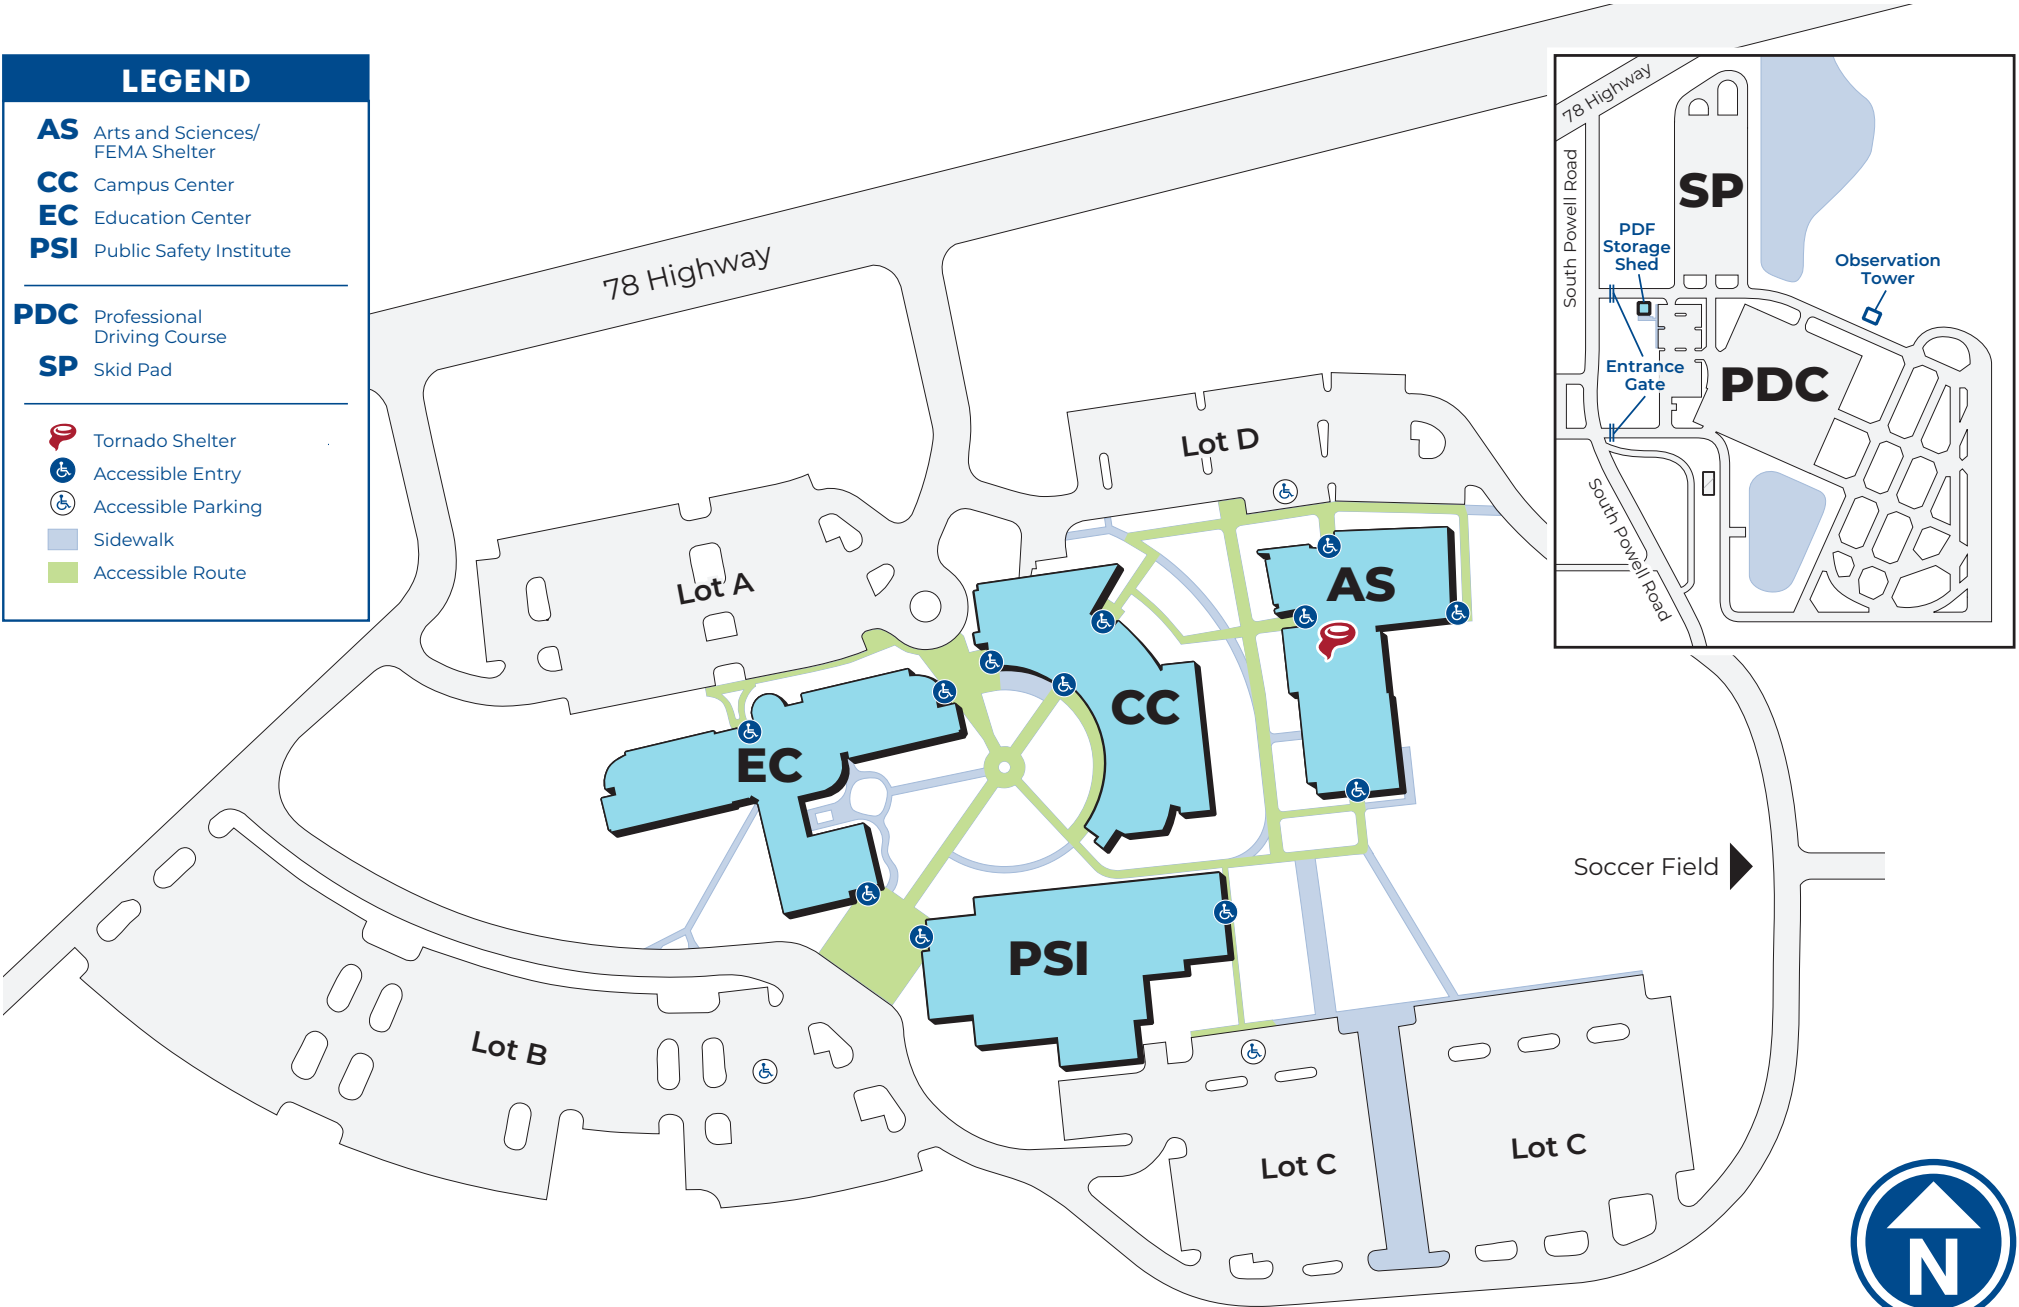 LEGEND
AS Arts and Sciences/
FEMA Shelter
CC Campus Center
EC Education Center
PSI Public Safety Institute
PDC Professional
Driving Course
SP Skid Pad
Tornado Shelter
Accessible Entry
Accessible Parking
Sidewalk
Accessible Route
78 Highway
Lot A
Lot D
AS
CC
EC
PSI
Lot B
Lot C
Lot C
Soccer Field
78 Highway
South Powell Road
SP
PDF
Storage
Shed
Observation
Tower
Entrance
Gate
PDC
South Powell Road
N